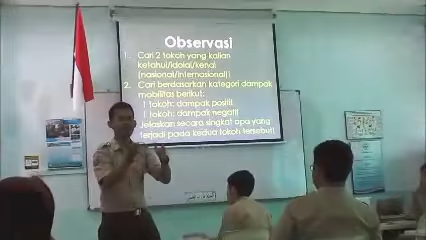 Observasi
1. Cari 2 tokoh yang kalian
ketahui/idolai/kenal
(nasional/internasional)!
2. Cari berdasarkan kategori dampak
mobilitas berikut:
1 tokoh: dampak positif
1 tokoh: dampak negatif
Jelaskan secara singkat apa yang
terjadi pada kedua tokoh tersebut!